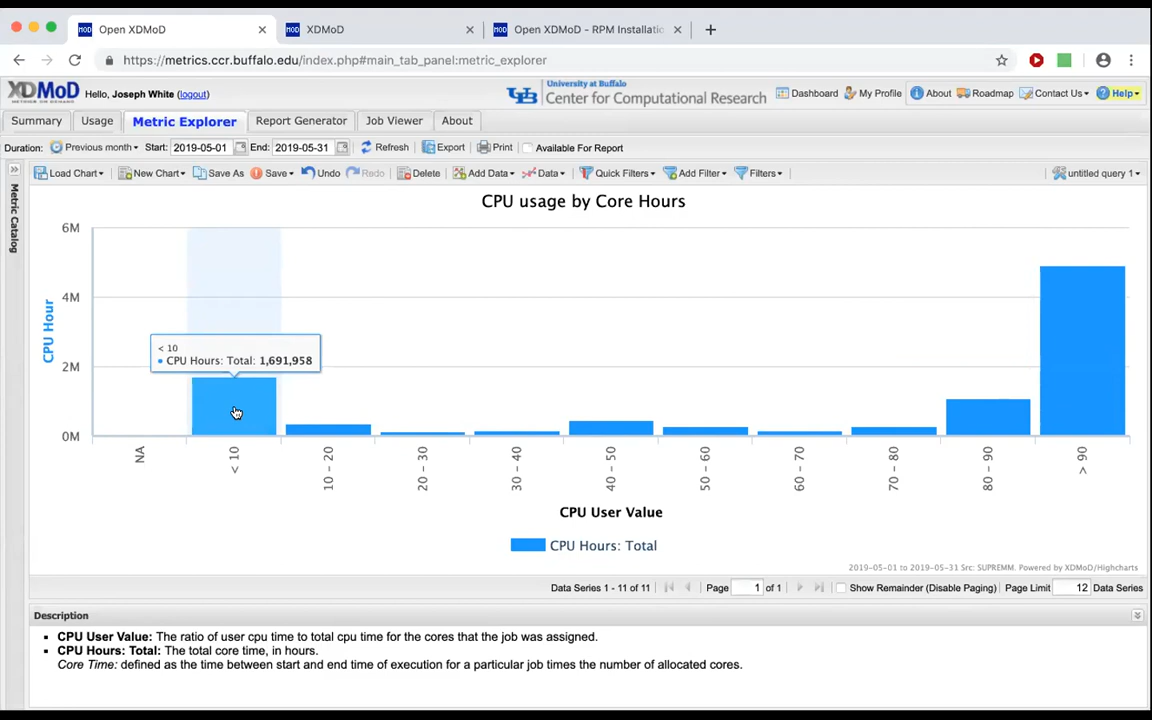 Open XDMoD
XDMoD
Open XDMoD - RPM Installatio
https://metrics.ccr.buffalo.edu/index.php#main_tab_panel:metric_explorer
XDMoD Hello, Joseph White (logout)
METRICS ON DEMAND
UB University at Buffalo
Center for Computational Research
Dashboard My Profile About Roadmap Contact Us Help
Summary Usage Metric Explorer Report Generator Job Viewer About
Duration: Previous month Start: 2019-05-01 End: 2019-05-31 Refresh Export Print Available For Report
Load Chart New Chart Save As Save Undo Redo Delete Add Data Data Quick Filters Add Filter Filters untitled query 1
Metric Catalog
CPU usage by Core Hours
CPU Hour
6M
4M
2M
0M
< 10
CPU Hours: Total: 1,691,958
NA
< 10
10 - 20
20 - 30
30 - 40
40 - 50
50 - 60
60 - 70
70 - 80
80 - 90
> 90
CPU User Value
CPU Hours: Total
2019-05-01 to 2019-05-31 Src: SUPREMM. Powered by XDMoD/Highcharts
Data Series 1 - 11 of 11 Page 1 of 1 Show Remainder (Disable Paging) Page Limit 12 Data Series
Description
CPU User Value: The ratio of user cpu time to total cpu time for the cores that the job was assigned.
CPU Hours: Total: The total core time, in hours.
Core Time: defined as the time between start and end time of execution for a particular job times the number of allocated cores.